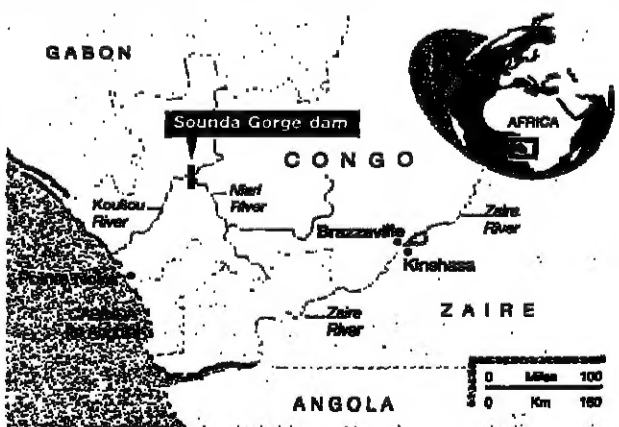 GABON
AFRICA
Sounda Gorge dam
CONGO
Kouilou
River
Niari
River
Zaire
River
Brazzaville
Kinshasa
ZAIRE
Zaire
River
0 Miles 100
0 Km 160
ANGOLA